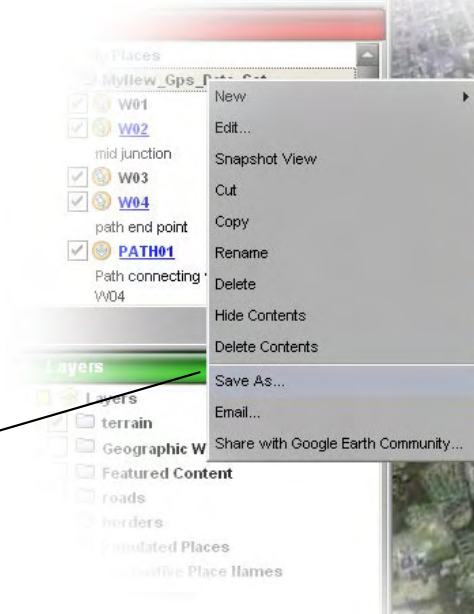 Places
MyNew_Gps_Data_Set
W01
W02
mid junction
W03
W04
path end point
PATH01
Path connecting
W04
New
Edit...
Snapshot View
Cut
Copy
Rename
Delete
Hide Contents
Delete Contents
Save As...
Email...
Share with Google Earth Community...
Layers
Layers
terrain
Geographic W
Featured Content
roads
borders
Populated Places
Place Names